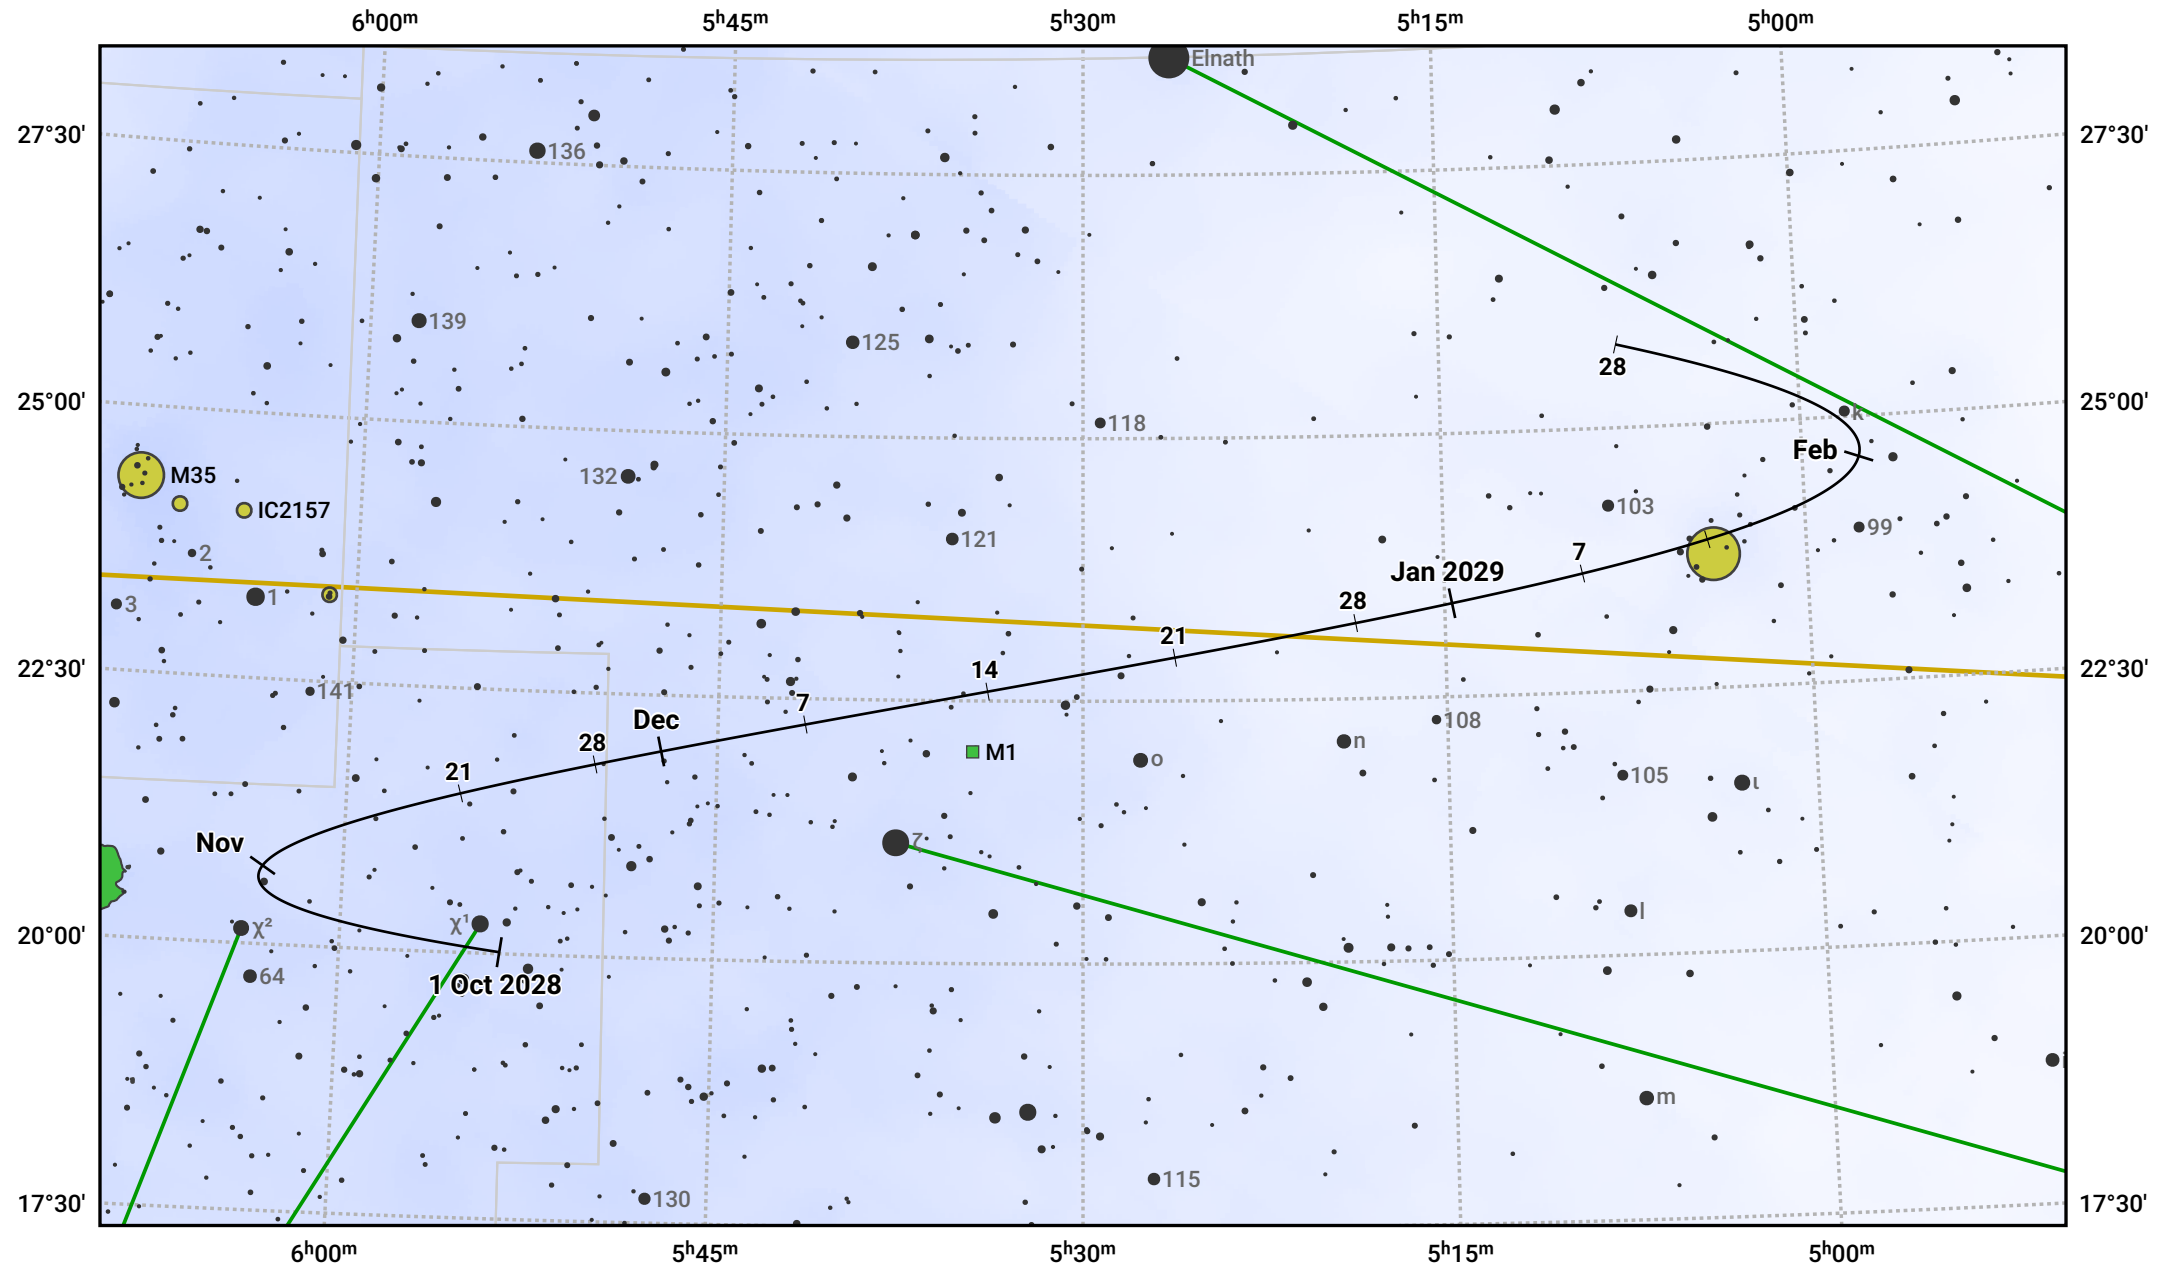 6ʰ00ᵐ 5ʰ45ᵐ 5ʰ30ᵐ 5ʰ15ᵐ 5ʰ00ᵐ
Elnath
27°30' 27°30'
136
139
125
28
25°00' 25°00'
k
118
Feb
M35
132
IC2157
103
99
121
2
7
Jan 2029
1
3
28
21
22°30' 22°30'
14
141
7
Dec
108
28
n
M1
o
21
105
ι
Nov
ζ
l
χ²
χ¹
20°00' 20°00'
64
1 Oct 2028
m
115
130
17°30' 17°30'
6ʰ00ᵐ 5ʰ45ᵐ 5ʰ30ᵐ 5ʰ15ᵐ 5ʰ00ᵐ